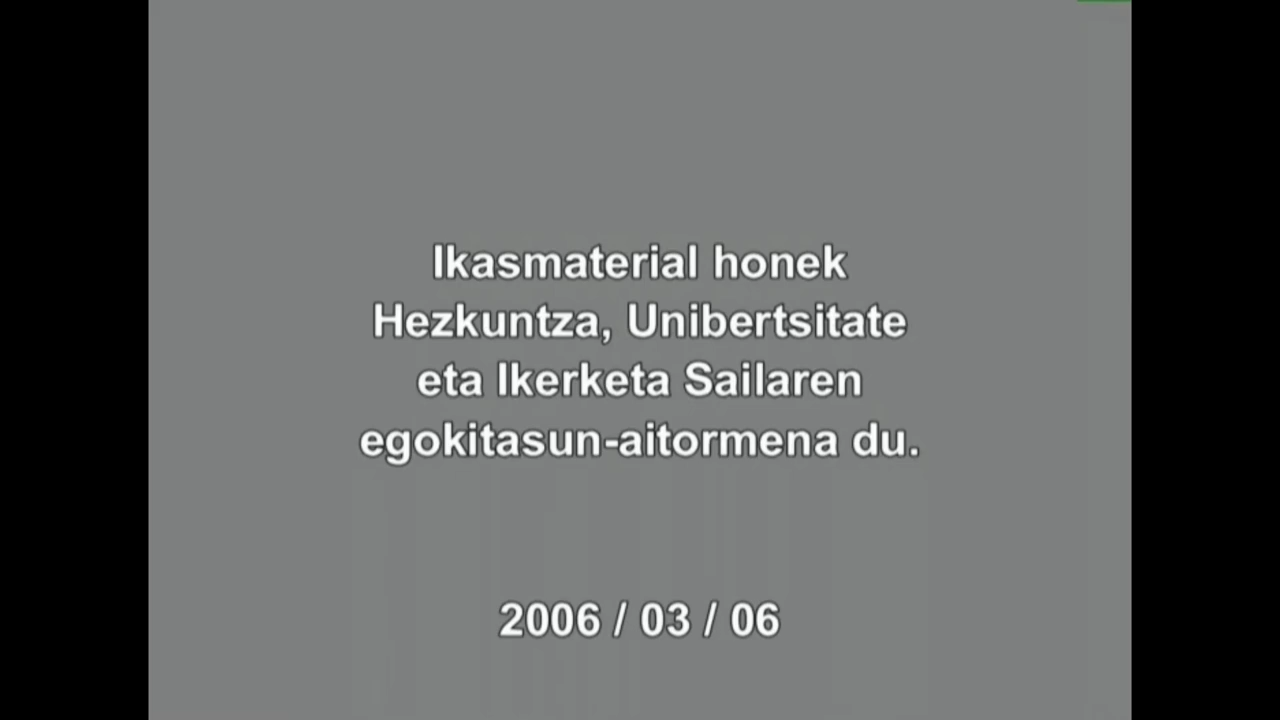 Ikasmaterial honek
Hezkuntza, Unibertsitate
eta Ikerketa Sailaren
egokitasun-aitormena du.
2006 / 03 / 06